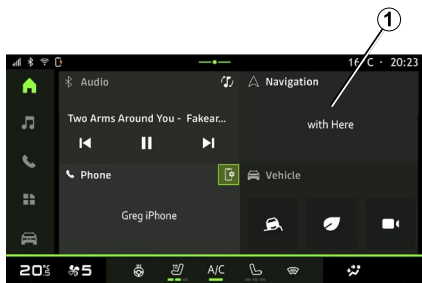 1
16 °C · 20:23
Audio
Navigation
Two Arms Around You - Fakear...
with Here
Phone
Vehicle
Greg iPhone
20°5
5
A/C